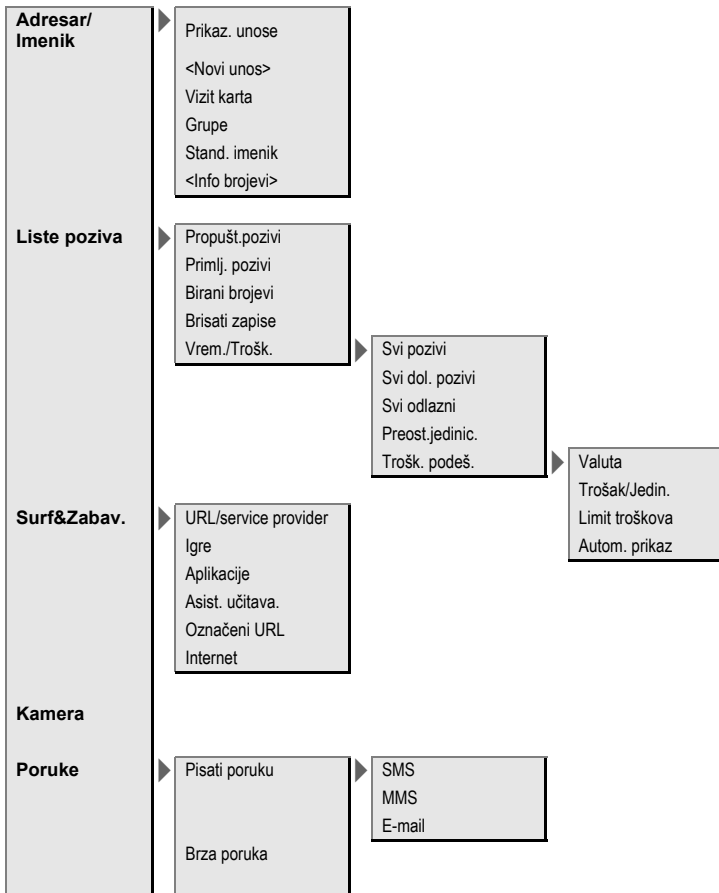 Adresar/
Imenik
Prikaz. unose
<Novi unos>
Vizit karta
Grupe
Stand. imenik
<Info brojevi>
Liste poziva
Propušt.pozivi
Primlj. pozivi
Birani brojevi
Brisati zapise
Vrem./Trošk.
Svi pozivi
Svi dol. pozivi
Svi odlazni
Preost.jedinic.
Trošk. podeš.
Valuta
Trošak/Jedin.
Limit troškova
Autom. prikaz
Surf&Zabav.
URL/service provider
Igre
Aplikacije
Asist. učitava.
Označeni URL
Internet
Kamera
Poruke
Pisati poruku
SMS
MMS
E-mail
Brza poruka